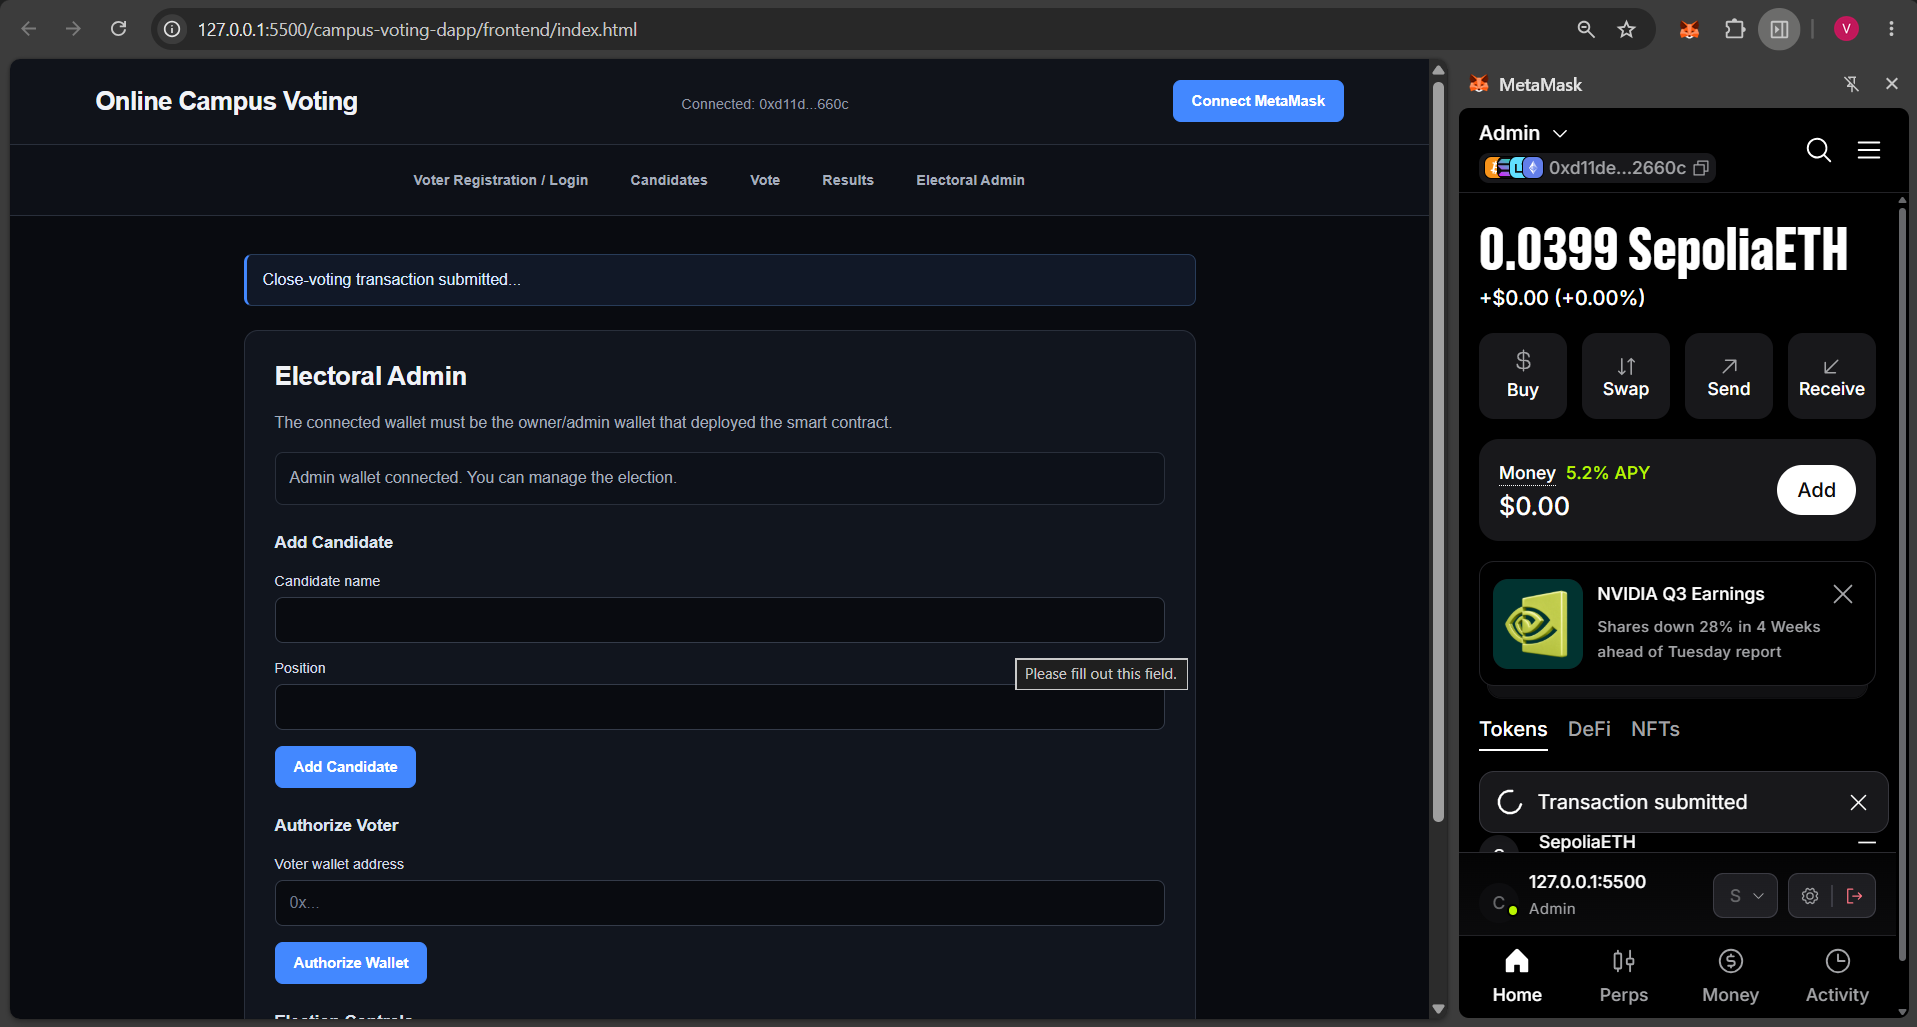 127.0.0.1:5500/campus-voting-dapp/frontend/index.html
V
Online Campus Voting
Connected: 0xd11d...660c
Connect MetaMask
Voter Registration / Login
Candidates
Vote
Results
Electoral Admin
Close-voting transaction submitted...
Electoral Admin
The connected wallet must be the owner/admin wallet that deployed the smart contract.
Admin wallet connected. You can manage the election.
Add Candidate
Candidate name
Position
Please fill out this field.
Add Candidate
Authorize Voter
Voter wallet address
0x...
Authorize Wallet
Election Controls
MetaMask
Admin
0xd11de...2660c
0.0399 SepoliaETH
+$0.00 (+0.00%)
Buy
Swap
Send
Receive
Money 5.2% APY
$0.00
Add
NVIDIA Q3 Earnings
Shares down 28% in 4 Weeks
ahead of Tuesday report
Tokens
DeFi
NFTs
Transaction submitted
SepoliaETH
C
127.0.0.1:5500
Admin
S
Home
Perps
Money
Activity